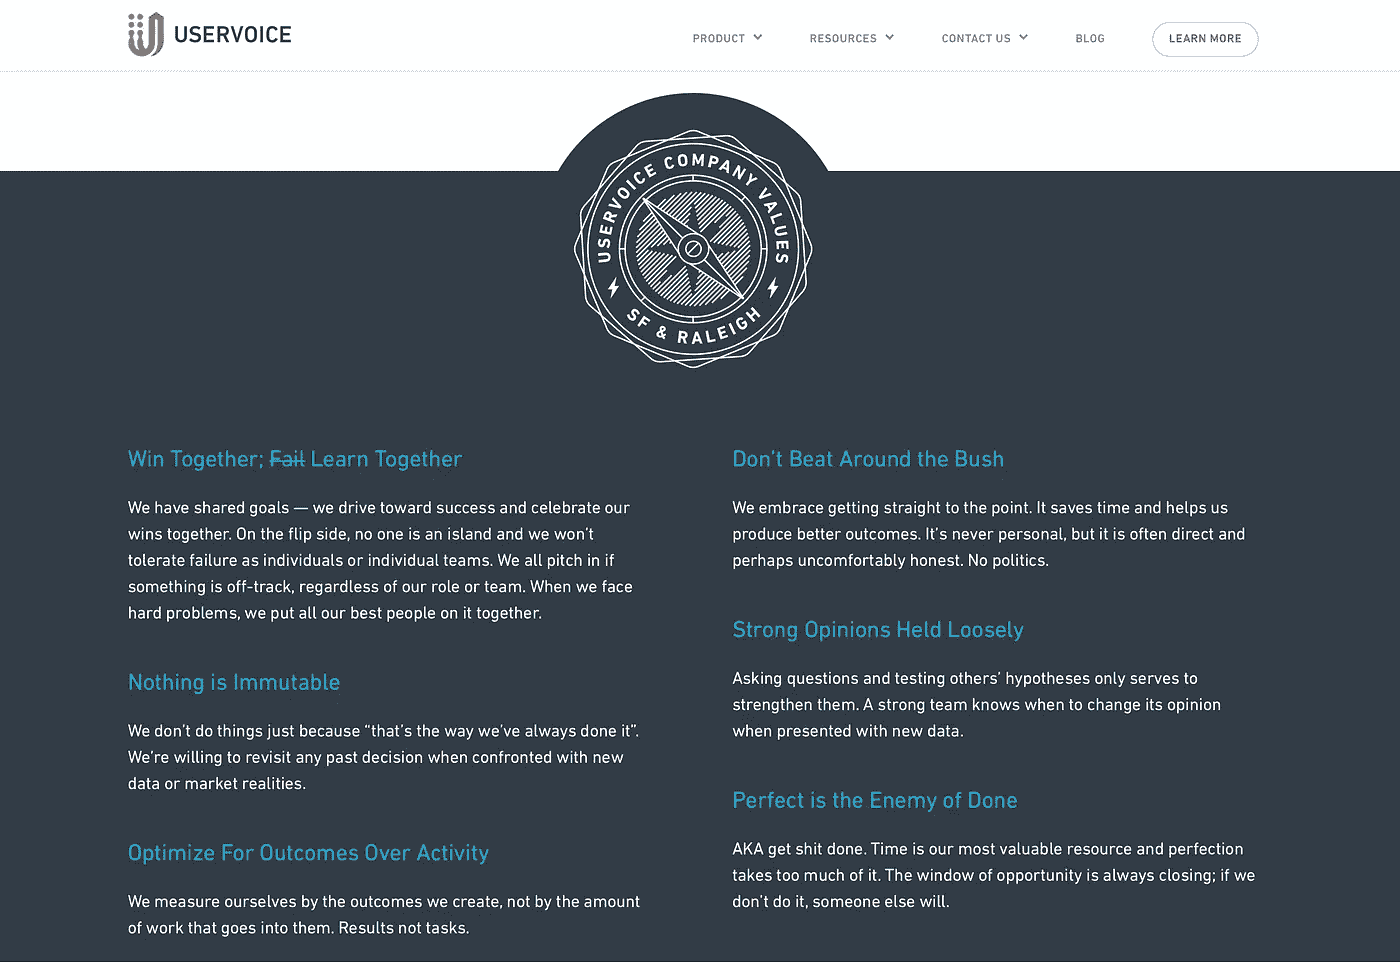 USERVOICE
PRODUCT
RESOURCES
CONTACT US
BLOG
LEARN MORE
USERVOICE COMPANY VALUES
SF & RALEIGH
Win Together; Fail Learn Together
We have shared goals — we drive toward success and celebrate our
wins together. On the flip side, no one is an island and we won’t
tolerate failure as individuals or individual teams. We all pitch in if
something is off-track, regardless of our role or team. When we face
hard problems, we put all our best people on it together.
Nothing is Immutable
We don’t do things just because “that’s the way we’ve always done it”.
We’re willing to revisit any past decision when confronted with new
data or market realities.
Optimize For Outcomes Over Activity
We measure ourselves by the outcomes we create, not by the amount
of work that goes into them. Results not tasks.
Don’t Beat Around the Bush
We embrace getting straight to the point. It saves time and helps us
produce better outcomes. It’s never personal, but it is often direct and
perhaps uncomfortably honest. No politics.
Strong Opinions Held Loosely
Asking questions and testing others’ hypotheses only serves to
strengthen them. A strong team knows when to change its opinion
when presented with new data.
Perfect is the Enemy of Done
AKA get shit done. Time is our most valuable resource and perfection
takes too much of it. The window of opportunity is always closing; if we
don’t do it, someone else will.